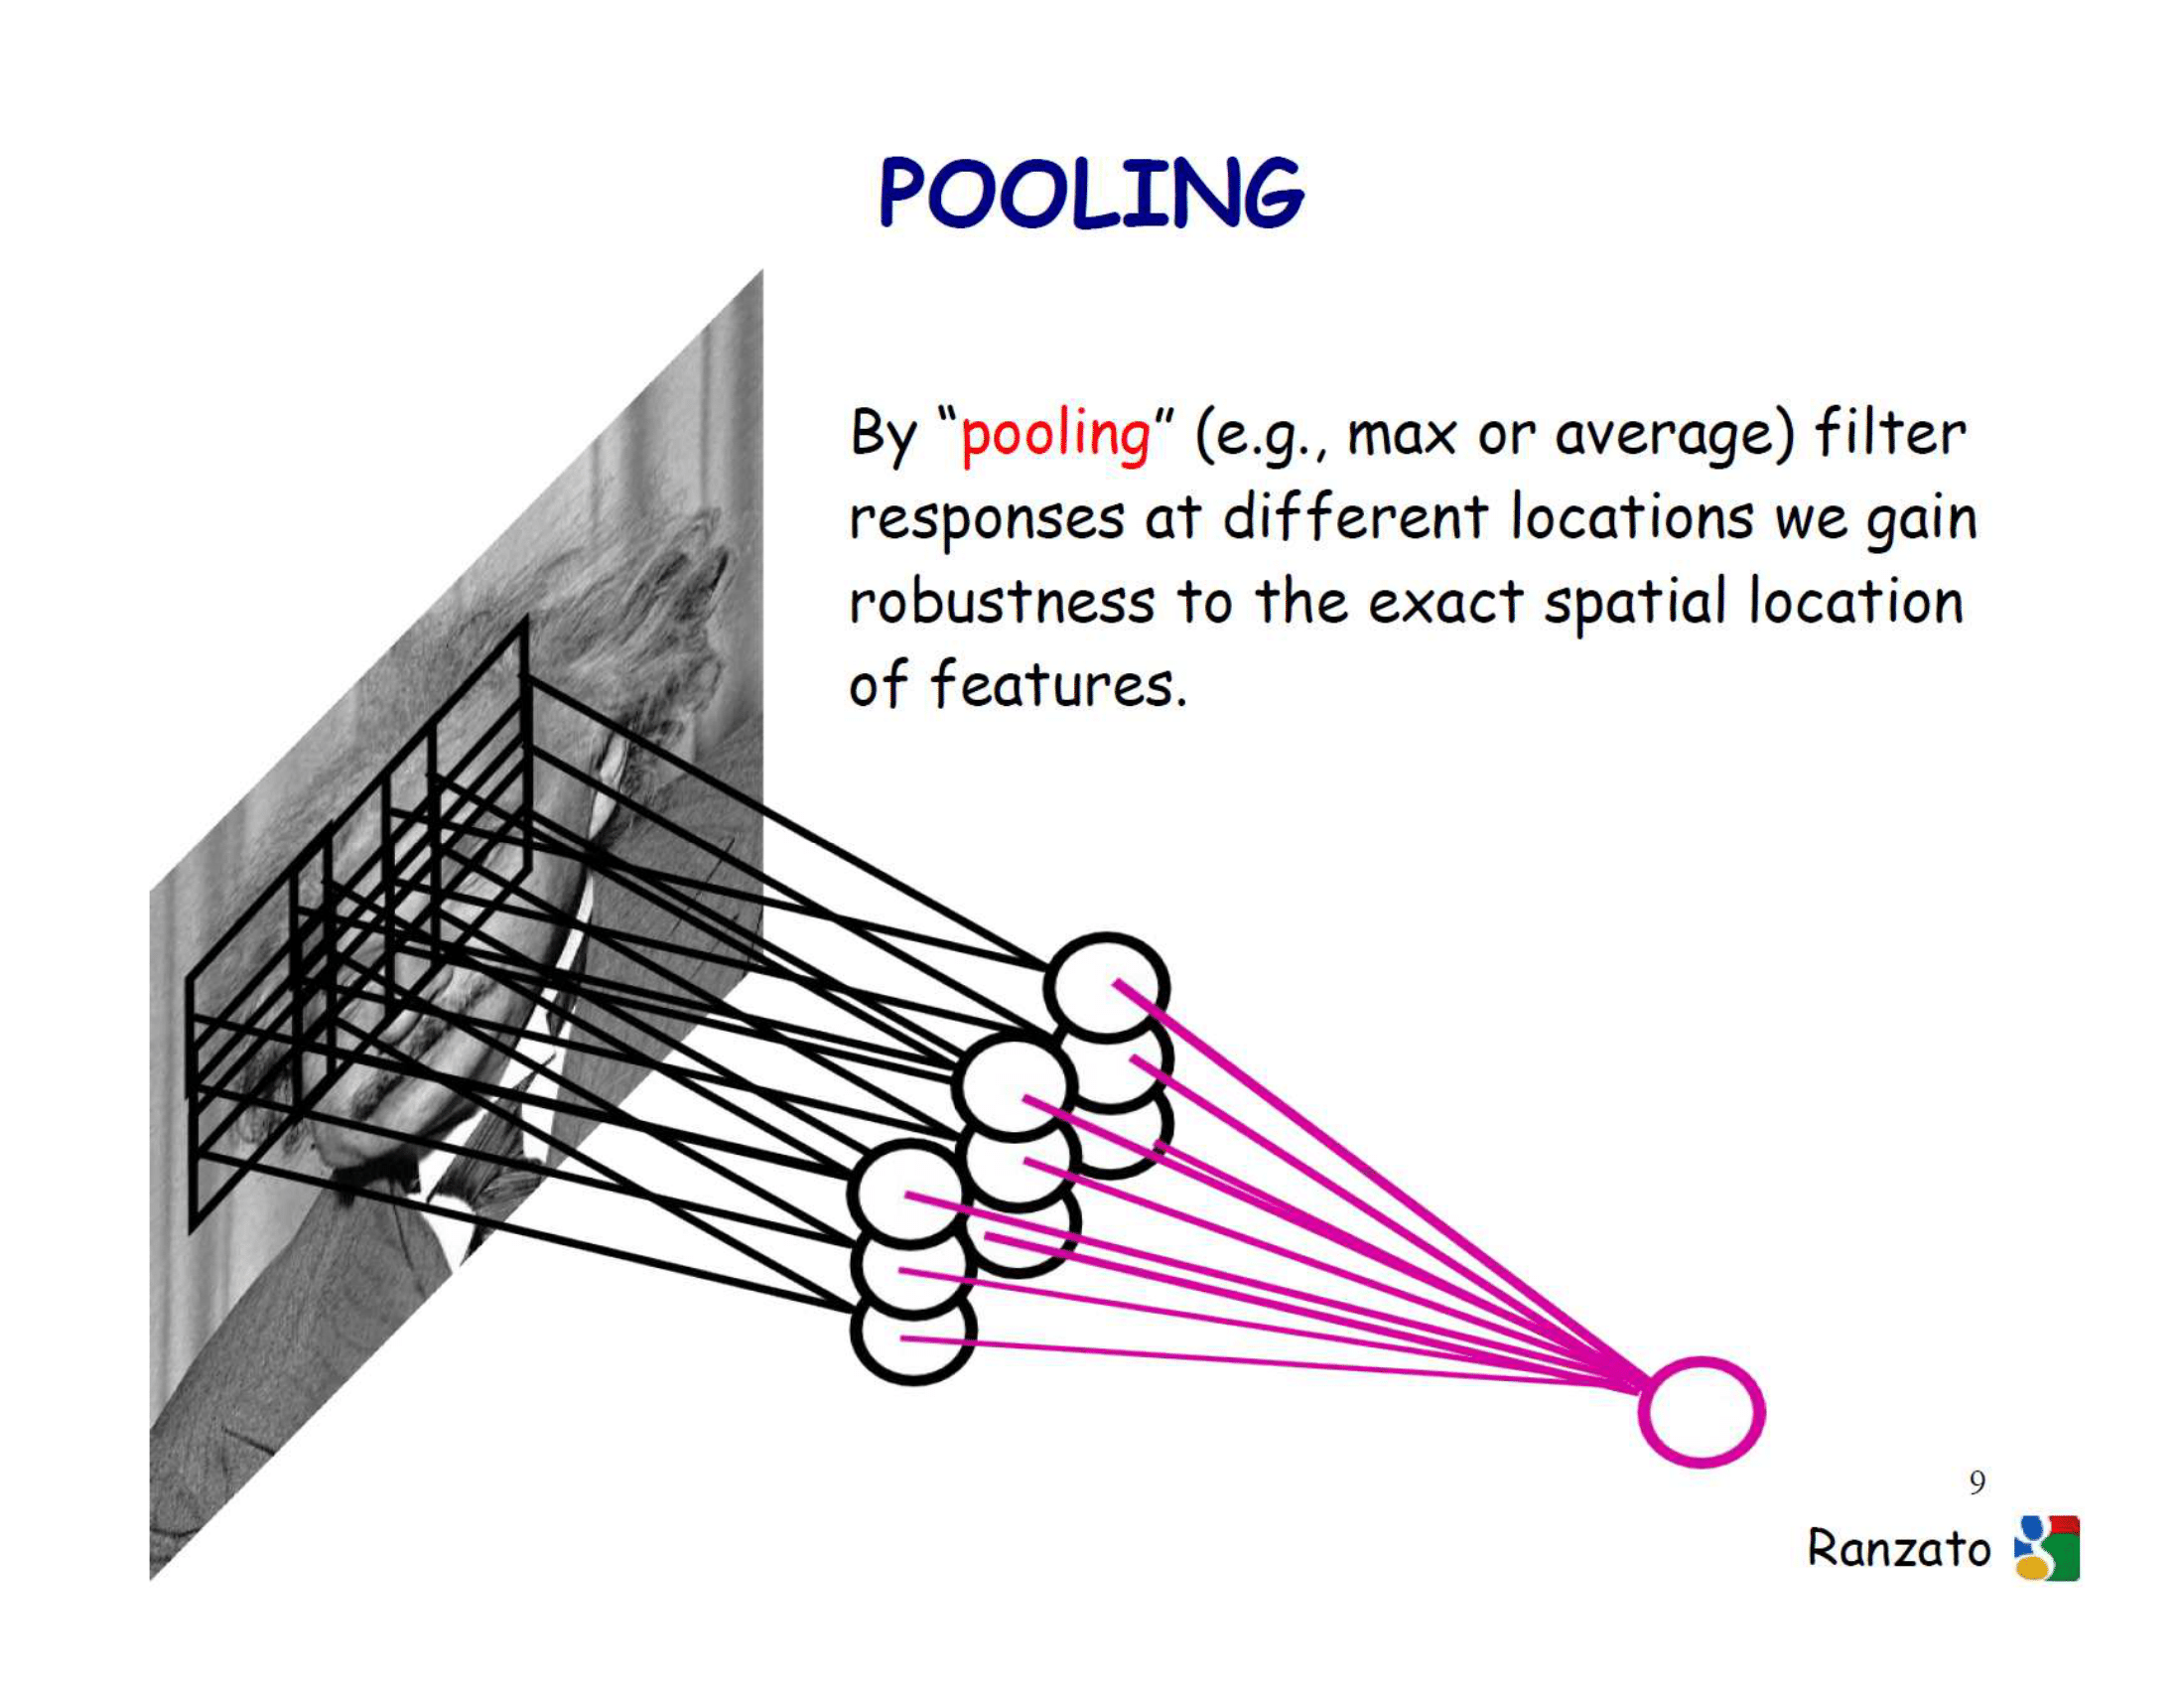 POOLING
By “pooling” (e.g., max or average) filter
responses at different locations we gain
robustness to the exact spatial location
of features.
9
Ranzato